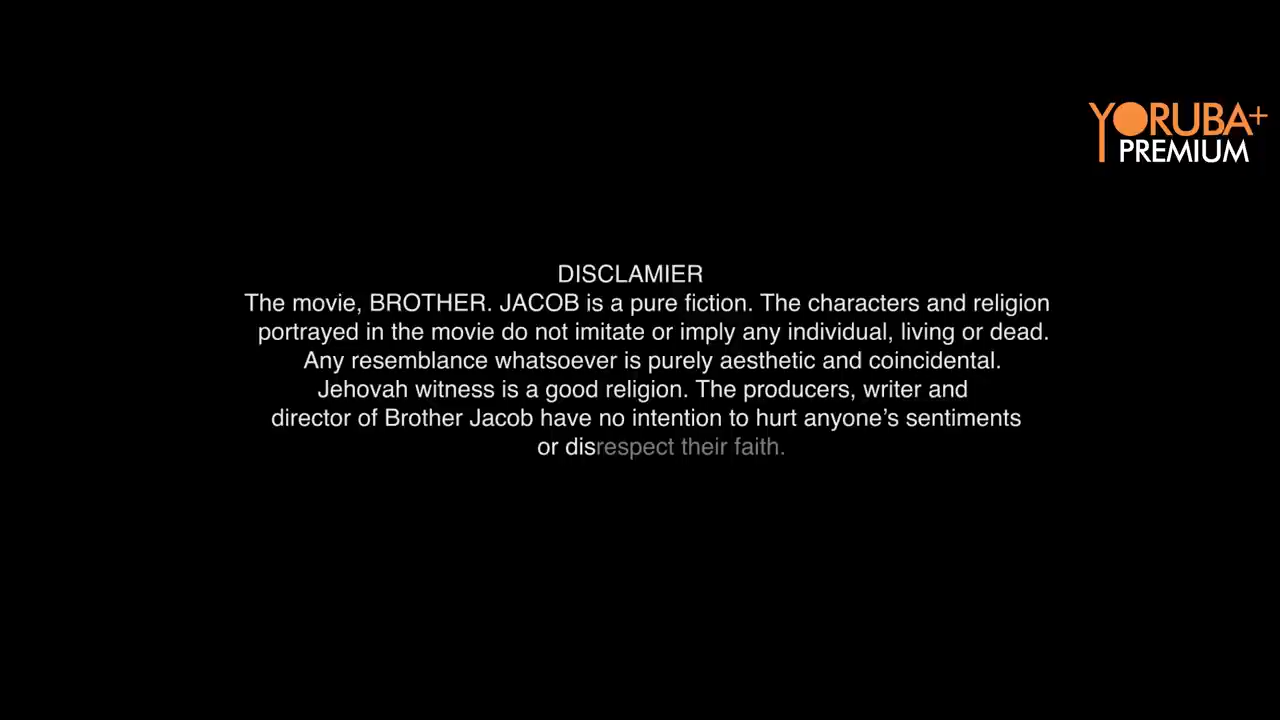 YORUBA+
PREMIUM
DISCLAMIER
The movie, BROTHER. JACOB is a pure fiction. The characters and religion
portrayed in the movie do not imitate or imply any individual, living or dead.
Any resemblance whatsoever is purely aesthetic and coincidental.
Jehovah witness is a good religion. The producers, writer and
director of Brother Jacob have no intention to hurt anyone’s sentiments
or disrespect their faith.